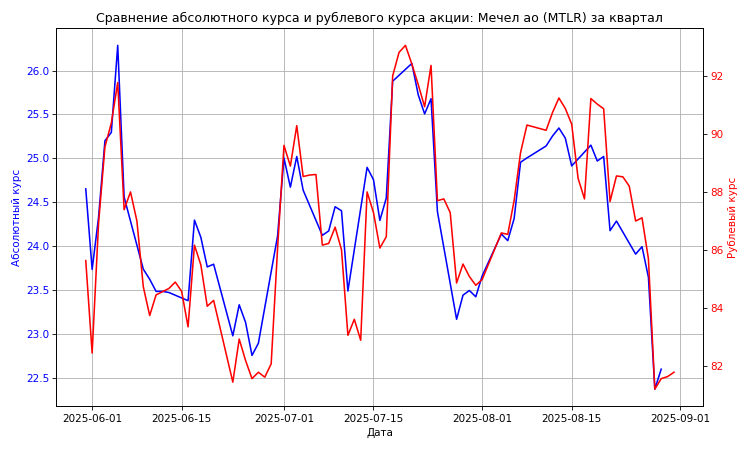 Сравнение абсолютного курса и рублевого курса акции: Мечел ао (MTLR) за квартал
26.0
25.5
25.0
24.5
24.0
23.5
23.0
22.5
Абсолютный курс
92
90
88
86
84
82
Рублевый курс
2025-06-01 2025-06-15 2025-07-01 2025-07-15 2025-08-01 2025-08-15 2025-09-01
Дата